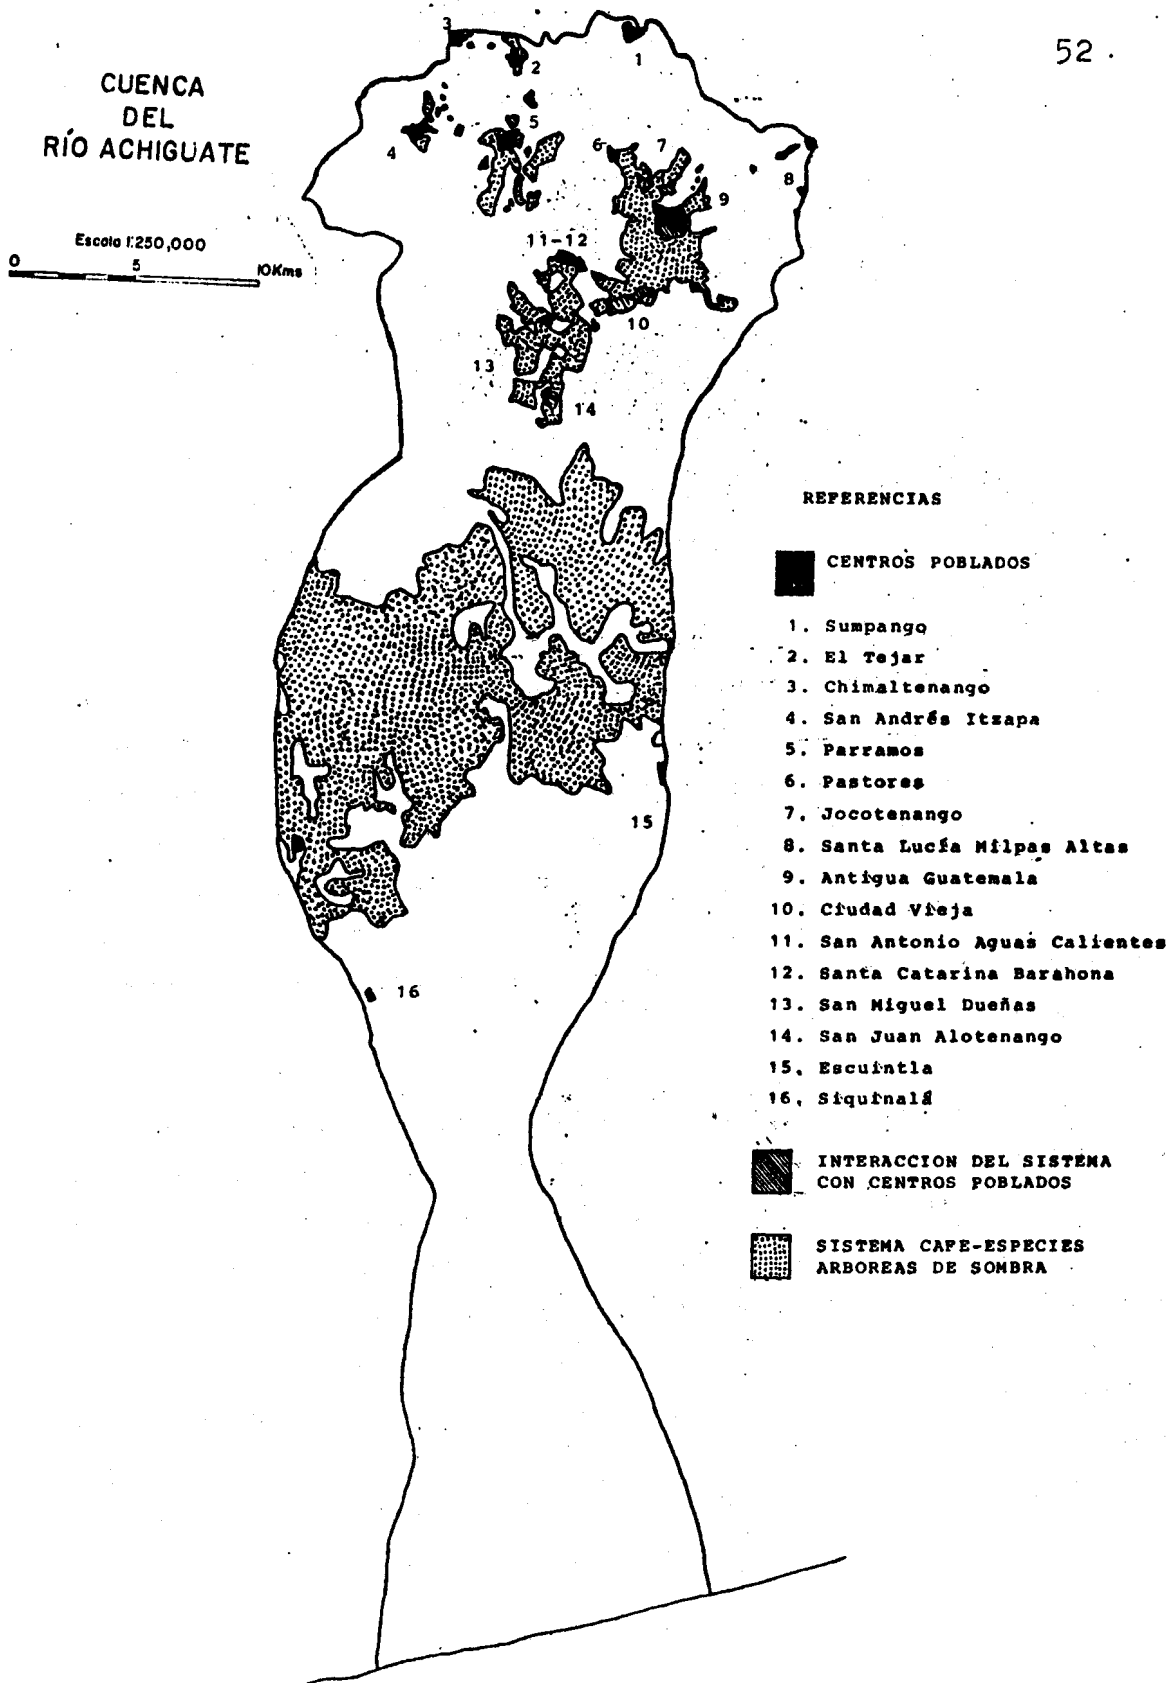 52
CUENCA
DEL
RÍO ACHIGUATE
Escala 1:250,000
0 5 10Kms
3
2
1
4
5
6
7
8
9
11-12
10
13
14
15
16
REFERENCIAS
CENTROS POBLADOS
1. Sumpango
2. El Tejar
3. Chimaltenango
4. San Andrés Itzapa
5. Parramos
6. Pastores
7. Jocotenango
8. Santa Lucía Milpas Altas
9. Antigua Guatemala
10. Ciudad Vieja
11. San Antonio Aguas Calientes
12. Santa Catarina Barahona
13. San Miguel Dueñas
14. San Juan Alotenango
15. Escuintla
16. Siquinalá
INTERACCION DEL SISTEMA
CON CENTROS POBLADOS
SISTEMA CAFE-ESPECIES
ARBOREAS DE SOMBRA